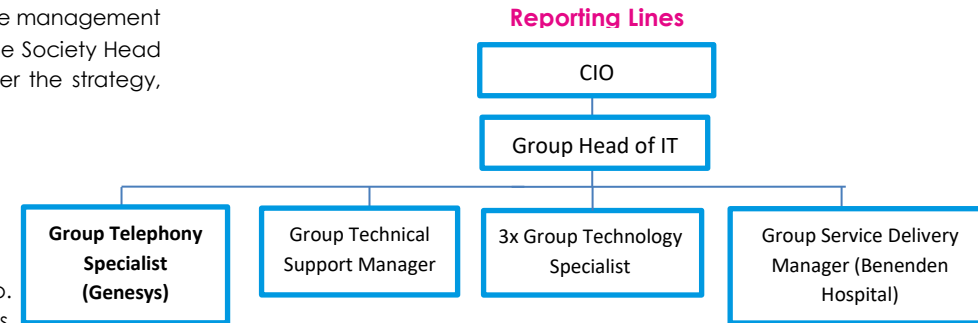 e management
e Society Head
er the strategy,
Reporting Lines
CIO
Group Head of IT
Group Telephony
Specialist
(Genesys)
Group Technical
Support Manager
3x Group Technology
Specialist
Group Service Delivery
Manager (Benenden
Hospital)